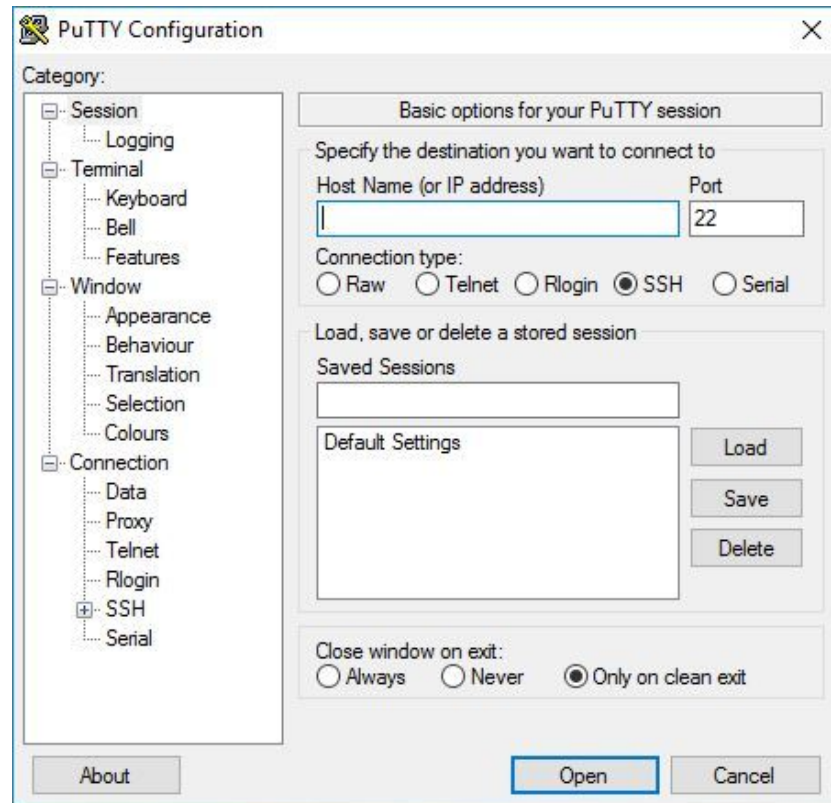 PuTTY Configuration
Category:
Session
Logging
Terminal
Keyboard
Bell
Features
Window
Appearance
Behaviour
Translation
Selection
Colours
Connection
Data
Proxy
Telnet
Rlogin
SSH
Serial
Basic options for your PuTTY session
Specify the destination you want to connect to
Host Name (or IP address) Port
22
Connection type:
Raw Telnet Rlogin SSH Serial
Load, save or delete a stored session
Saved Sessions
Default Settings
Load
Save
Delete
Close window on exit:
Always Never Only on clean exit
About Open Cancel